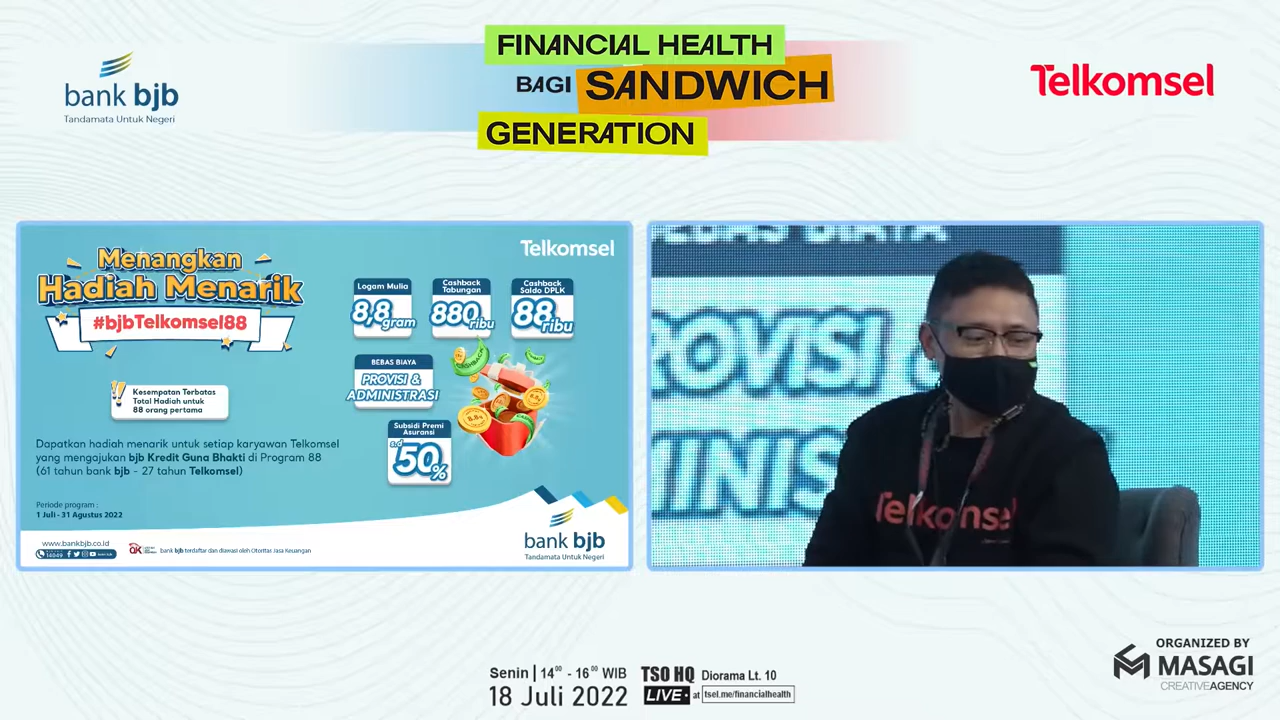 bank bjb
Tandamata Untuk Negeri
FINANCIAL HEALTH
BAGI SANDWICH
GENERATION
Telkomsel
Menangkan
Hadiah Menarik
#bjbTelkomsel88
Telkomsel
Logam Mulia
8,8 gram
Cashback
Tabungan
880 ribu
Cashback
Saldo DPLK
88 ribu
BEBAS BIAYA
PROVISI &
ADMINISTRASI
Subsidi Premi
Asuransi
s.d
50%
!! Kesempatan Terbatas
Total Hadiah untuk
88 orang pertama
Dapatkan hadiah menarik untuk setiap karyawan Telkomsel
yang mengajukan bjb Kredit Guna Bhakti di Program 88
(61 tahun bank bjb - 27 tahun Telkomsel)
Periode program :
1 Juli - 31 Agustus 2022
www.bankbjb.co.id
14049
bank bjb terdaftar dan diawasi oleh Otoritas Jasa Keuangan
bank bjb
Tandamata Untuk Negeri
BEBAS BIAYA
ROVISI &
INIS
Telkomsel
Senin | 14⁰⁰ - 16⁰⁰ WIB
18 Juli 2022
TSO HQ Diorama Lt. 10
LIVE at tsel.me/financialhealth
ORGANIZED BY
MASAGI
CREATIVEAGENCY